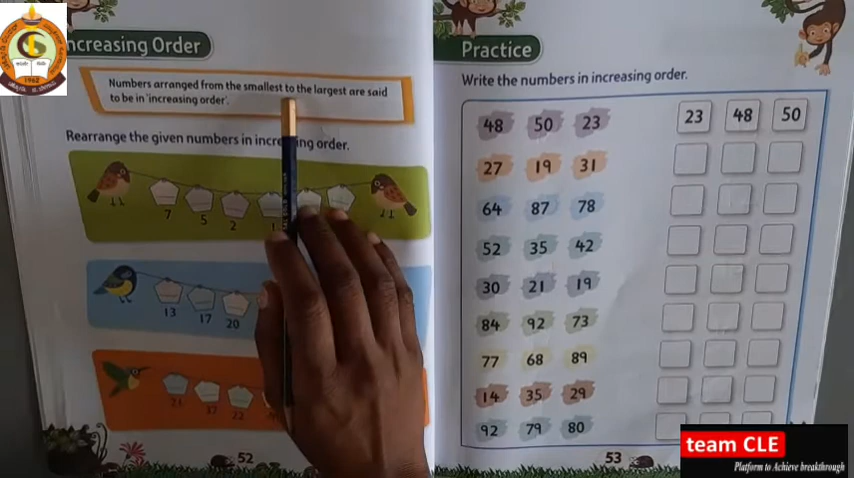 ncreasing Order
Numbers arranged from the smallest to the largest are said
to be in 'increasing order'.
Rearrange the given numbers in increasing order.
7 5 2
13 17 20
21 37 22
52
Practice
Write the numbers in increasing order.
48 50 23 23 48 50
27 19 31
64 87 78
52 35 42
30 21 19
84 92 73
77 68 89
14 35 29
92 79 80
53
1962
team CLE
Platform to Achieve breakthrough